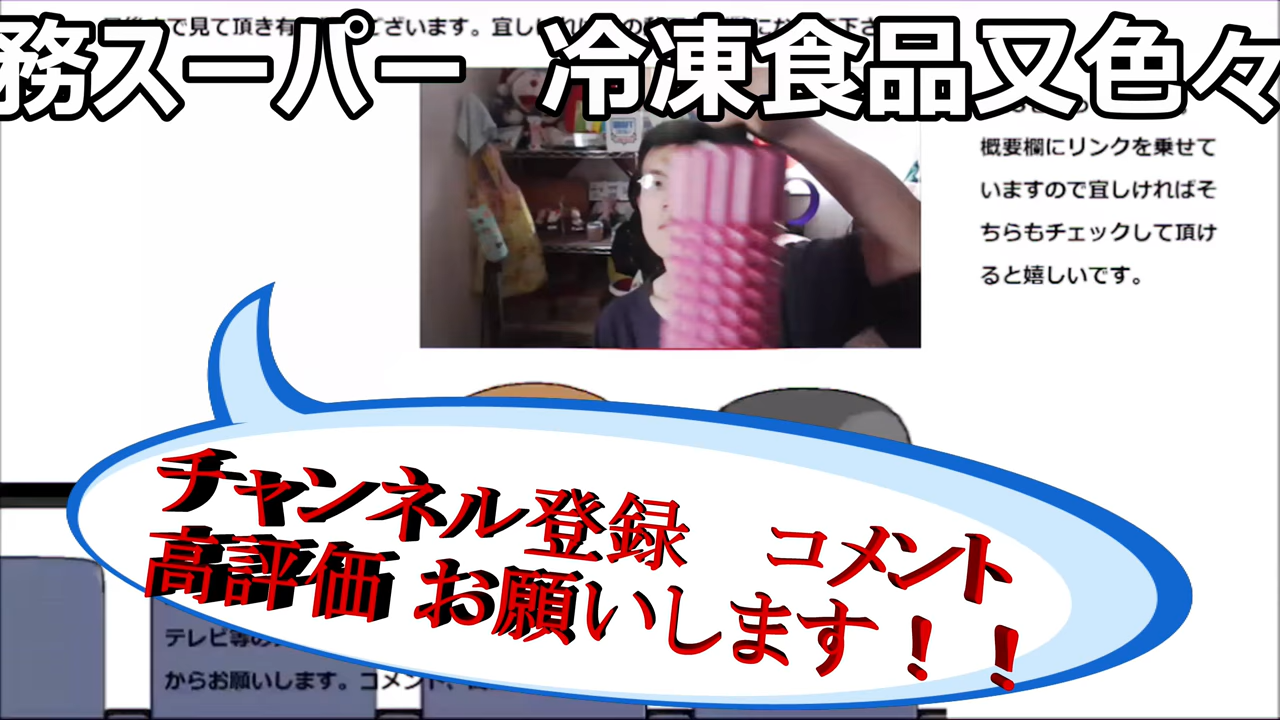 務スーパー　冷凍食品又色々
概要欄にリンクを乗せて
いますので宜しければそ
ちらもチェックして頂け
ると嬉しいです。
チャンネル登録　コメント
高評価 お願いします！！
テレビ等の
からお願いします。コメント、